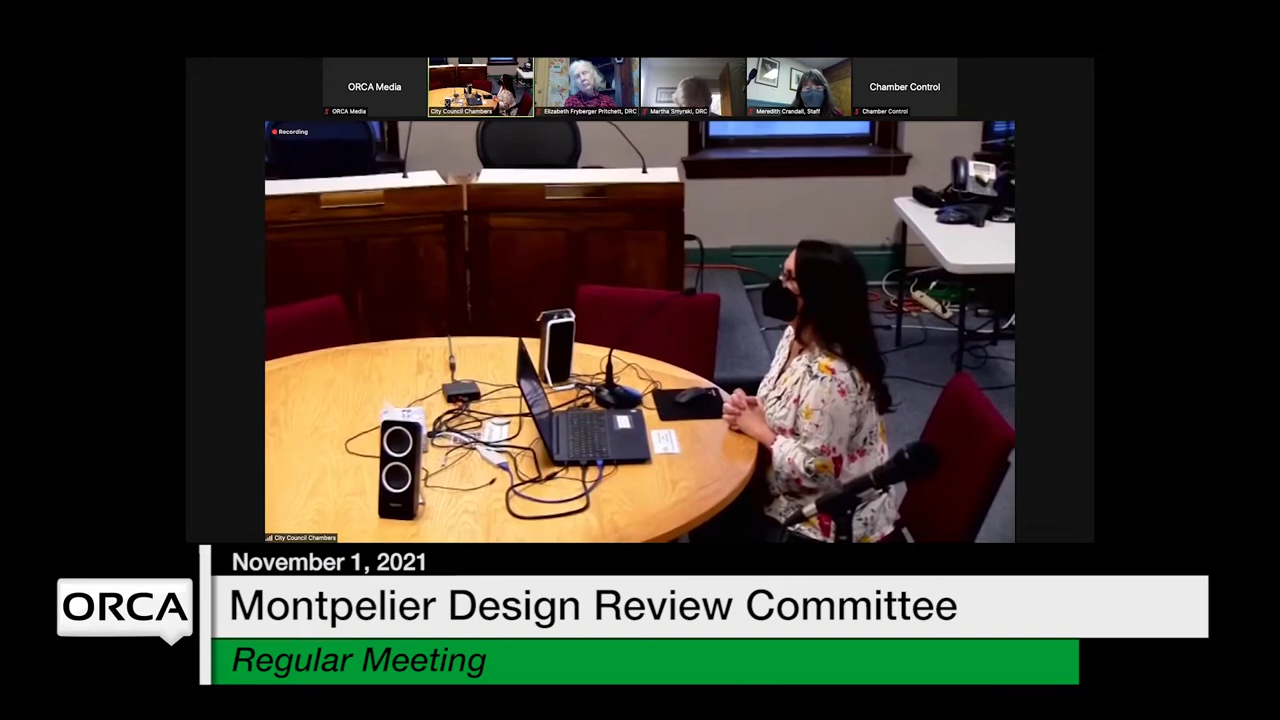 ORCA Media
Chamber Control
ORCA Media
City Council Chambers
Elizabeth Fryberger Pritchett, DRC
Martha Smyrski, DRC
Meredith Crandall, Staff
Chamber Control
Recording
City Council Chambers
November 1, 2021
ORCA
Montpelier Design Review Committee
Regular Meeting